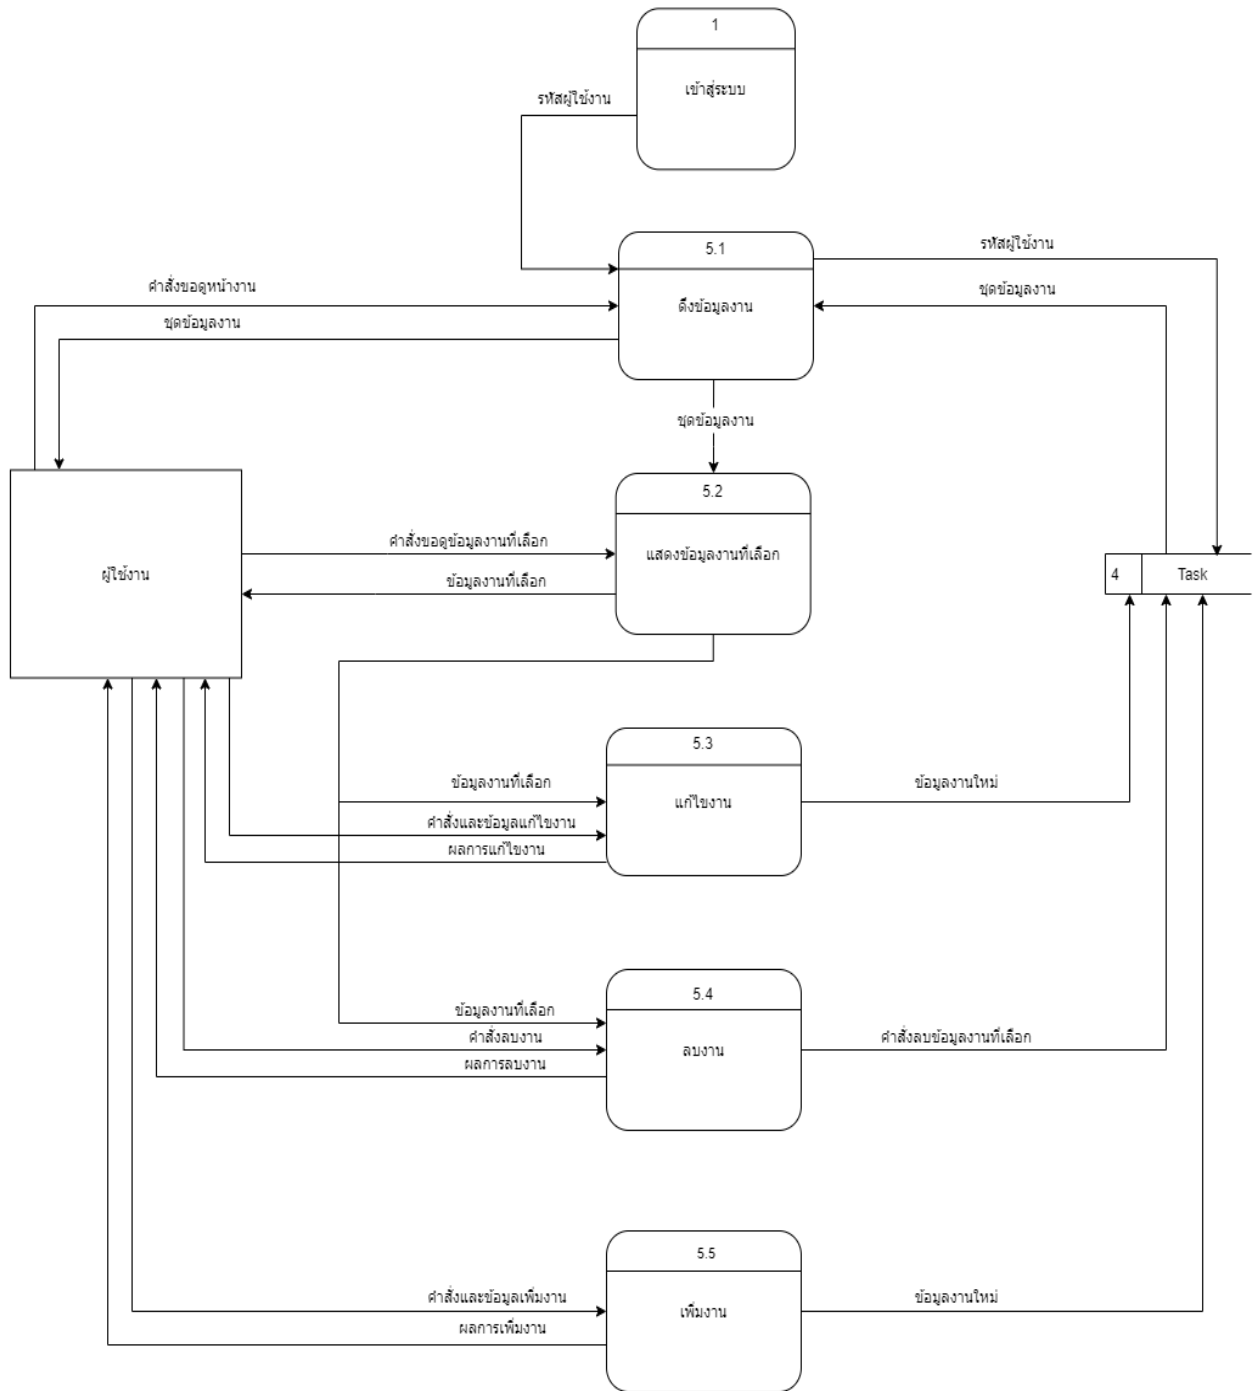 1
เข้าสู่ระบบ
รหัสผู้ใช้งาน
5.1
รหัสผู้ใช้งาน
คำสั่งขอดูหน้างาน
ดึงข้อมูลงาน
ชุดข้อมูลงาน
ชุดข้อมูลงาน
ชุดข้อมูลงาน
5.2
คำสั่งขอดูข้อมูลงานที่เลือก
แสดงข้อมูลงานที่เลือก
ผู้ใช้งาน
ข้อมูลงานที่เลือก
4 Task
5.3
ข้อมูลงานที่เลือก
แก้ไขงาน
ข้อมูลงานใหม่
คำสั่งและข้อมูลแก้ไขงาน
ผลการแก้ไขงาน
5.4
ข้อมูลงานที่เลือก
คำสั่งลบงาน
ลบงาน
คำสั่งลบข้อมูลงานที่เลือก
ผลการลบงาน
5.5
คำสั่งและข้อมูลเพิ่มงาน
เพิ่มงาน
ข้อมูลงานใหม่
ผลการเพิ่มงาน